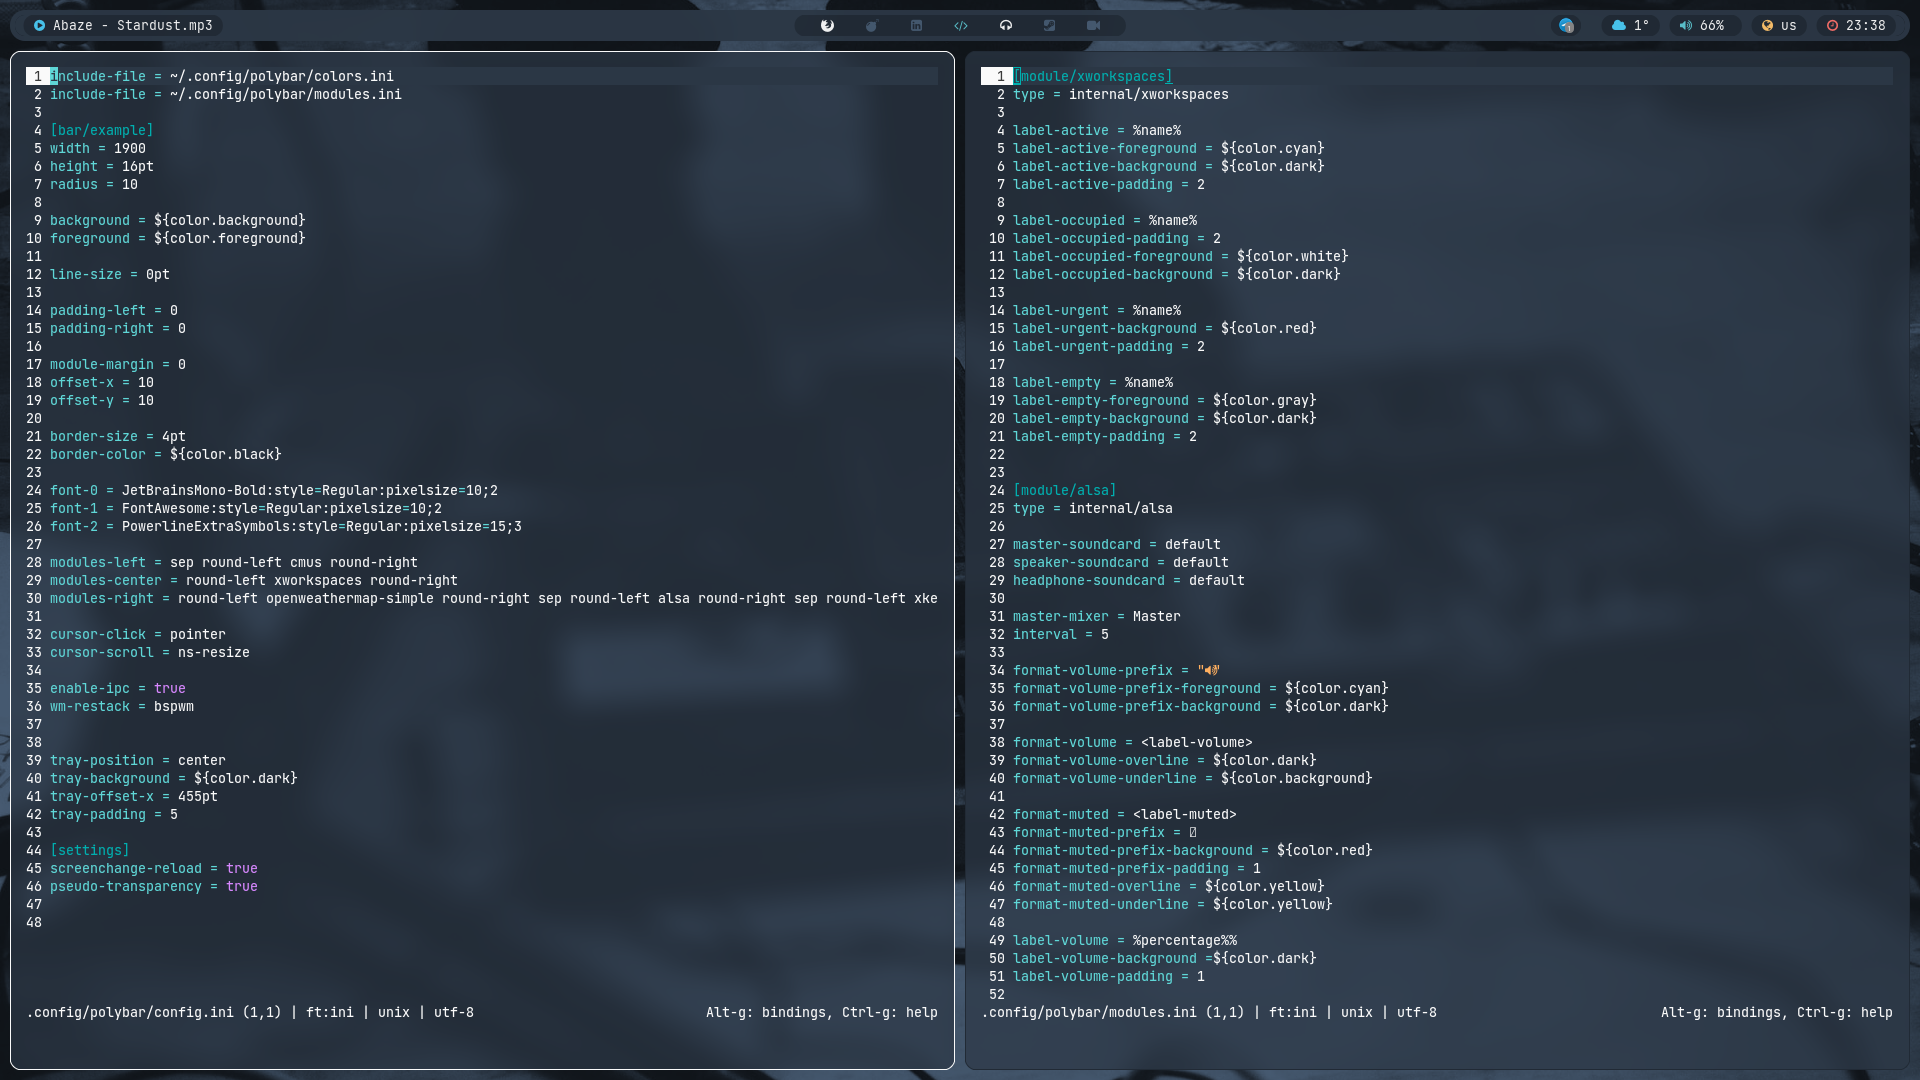 Abaze - Stardust.mp3
</>
1°
66%
us
23:38
1 include-file = ~/.config/polybar/colors.ini
2 include-file = ~/.config/polybar/modules.ini
3
4 [bar/example]
5 width = 1900
6 height = 16pt
7 radius = 10
8
9 background = ${color.background}
10 foreground = ${color.foreground}
11
12 line-size = 0pt
13
14 padding-left = 0
15 padding-right = 0
16
17 module-margin = 0
18 offset-x = 10
19 offset-y = 10
20
21 border-size = 4pt
22 border-color = ${color.black}
23
24 font-0 = JetBrainsMono-Bold:style=Regular:pixelsize=10;2
25 font-1 = FontAwesome:style=Regular:pixelsize=10;2
26 font-2 = PowerlineExtraSymbols:style=Regular:pixelsize=15;3
27
28 modules-left = sep round-left cmus round-right
29 modules-center = round-left xworkspaces round-right
30 modules-right = round-left openweathermap-simple round-right sep round-left alsa round-right sep round-left xke
31
32 cursor-click = pointer
33 cursor-scroll = ns-resize
34
35 enable-ipc = true
36 wm-restack = bspwm
37
38
39 tray-position = center
40 tray-background = ${color.dark}
41 tray-offset-x = 455pt
42 tray-padding = 5
43
44 [settings]
45 screenchange-reload = true
46 pseudo-transparency = true
47
48
.config/polybar/config.ini (1,1) | ft:ini | unix | utf-8 Alt-g: bindings, Ctrl-g: help
1 [module/xworkspaces]
2 type = internal/xworkspaces
3
4 label-active = %name%
5 label-active-foreground = ${color.cyan}
6 label-active-background = ${color.dark}
7 label-active-padding = 2
8
9 label-occupied = %name%
10 label-occupied-padding = 2
11 label-occupied-foreground = ${color.white}
12 label-occupied-background = ${color.dark}
13
14 label-urgent = %name%
15 label-urgent-background = ${color.red}
16 label-urgent-padding = 2
17
18 label-empty = %name%
19 label-empty-foreground = ${color.gray}
20 label-empty-background = ${color.dark}
21 label-empty-padding = 2
22
23
24 [module/alsa]
25 type = internal/alsa
26
27 master-soundcard = default
28 speaker-soundcard = default
29 headphone-soundcard = default
30
31 master-mixer = Master
32 interval = 5
33
34 format-volume-prefix = "🔊"
35 format-volume-prefix-foreground = ${color.cyan}
36 format-volume-prefix-background = ${color.dark}
37
38 format-volume = <label-volume>
39 format-volume-overline = ${color.dark}
40 format-volume-underline = ${color.background}
41
42 format-muted = <label-muted>
43 format-muted-prefix = 
44 format-muted-prefix-background = ${color.red}
45 format-muted-prefix-padding = 1
46 format-muted-overline = ${color.yellow}
47 format-muted-underline = ${color.yellow}
48
49 label-volume = %percentage%%
50 label-volume-background =${color.dark}
51 label-volume-padding = 1
52
.config/polybar/modules.ini (1,1) | ft:ini | unix | utf-8 Alt-g: bindings, Ctrl-g: help